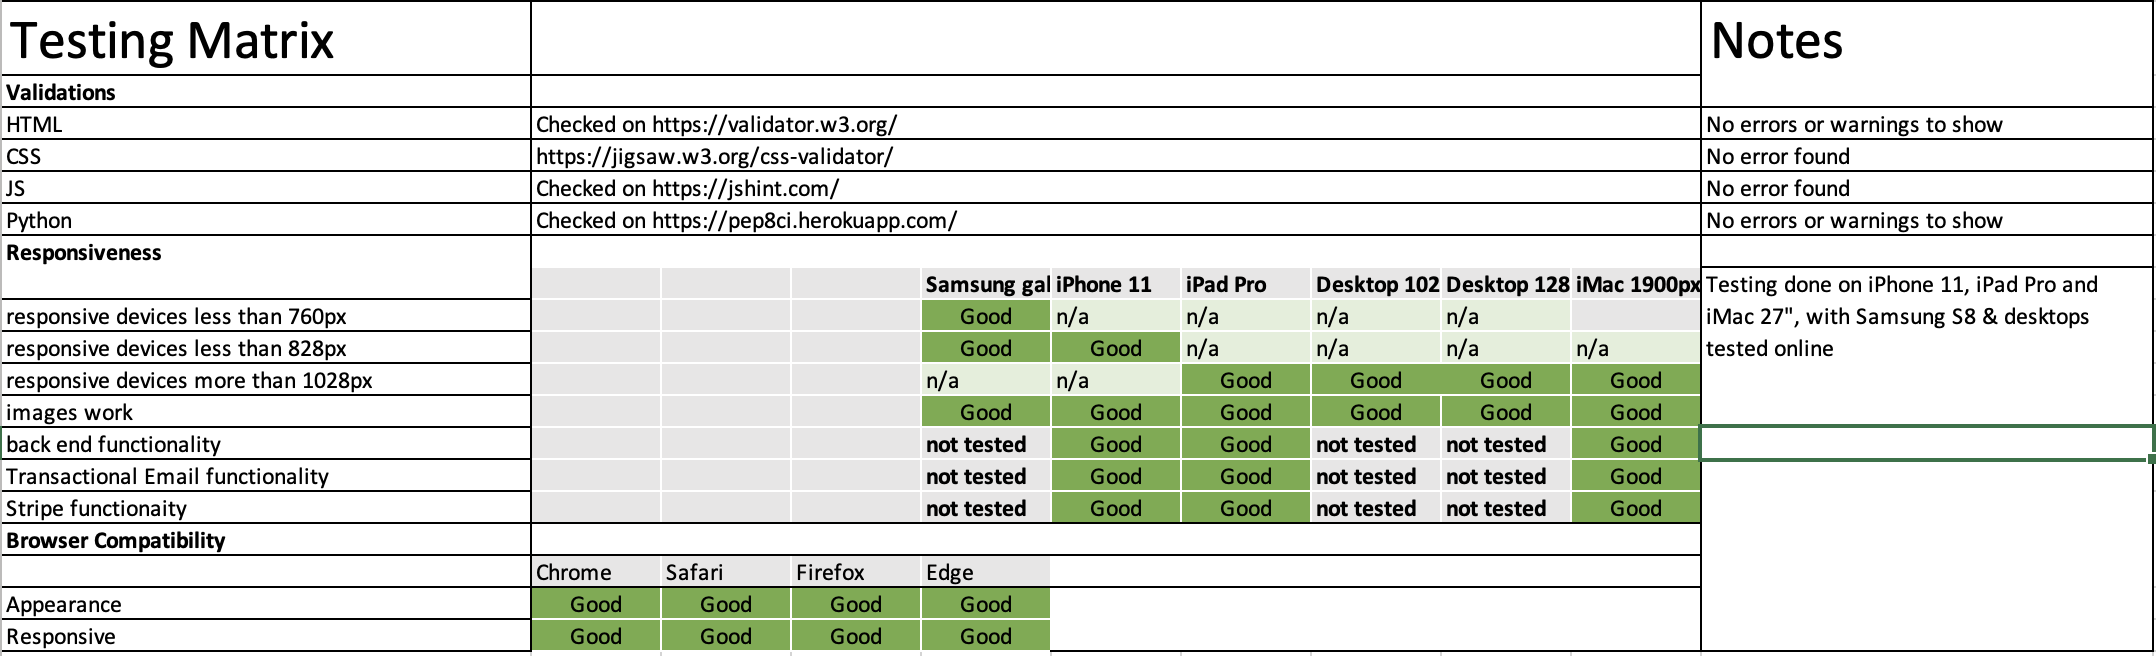 Testing Matrix Notes
Validations
HTML Checked on https://validator.w3.org/ No errors or warnings to show
CSS https://jigsaw.w3.org/css-validator/ No error found
JS Checked on https://jshint.com/ No error found
Python Checked on https://pep8ci.herokuapp.com/ No errors or warnings to show
Responsiveness
Samsung gal iPhone 11 iPad Pro Desktop 102 Desktop 128 iMac 1900px Testing done on iPhone 11, iPad Pro and
responsive devices less than 760px Good n/a n/a n/a n/a iMac 27", with Samsung S8 & desktops
responsive devices less than 828px Good Good n/a n/a n/a n/a tested online
responsive devices more than 1028px n/a n/a Good Good Good Good
images work Good Good Good Good Good Good
back end functionality not tested Good Good not tested not tested Good
Transactional Email functionality not tested Good Good not tested not tested Good
Stripe functionaity not tested Good Good not tested not tested Good
Browser Compatibility
Chrome Safari Firefox Edge
Appearance Good Good Good Good
Responsive Good Good Good Good